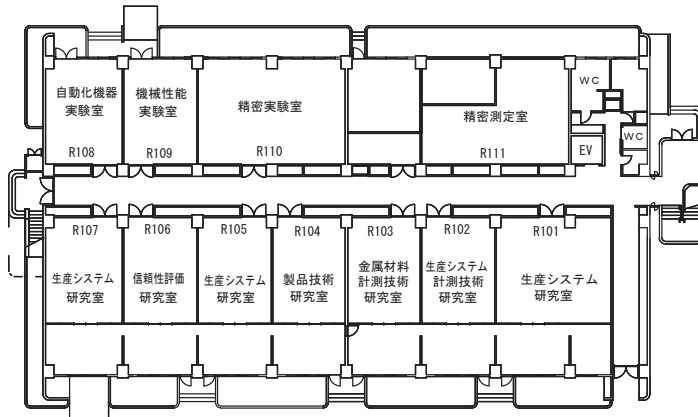 自動化機器
実験室
R108
機械性能
実験室
R109
精密実験室
R110
精密測定室
R111
WC
WC
EV
R107
生産システム
研究室
R106
信頼性評価
研究室
R105
生産システム
研究室
R104
製品技術
研究室
R103
金属材料
計測技術
研究室
R102
生産システム
計測技術
研究室
R101
生産システム
研究室